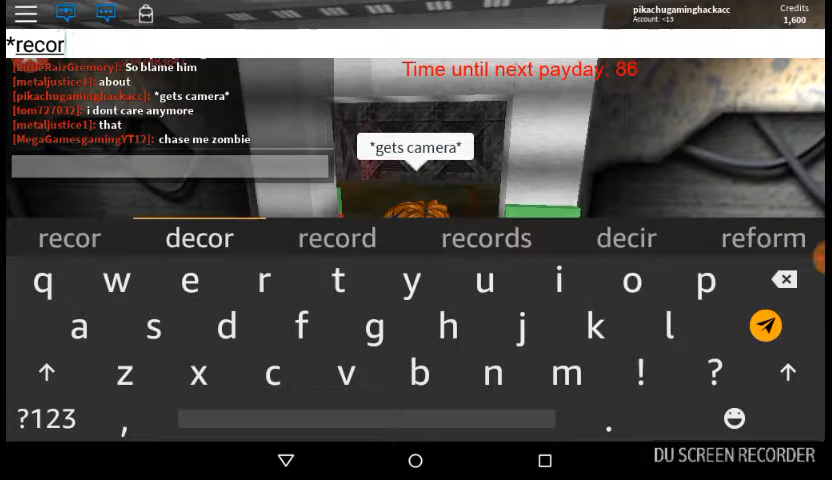 pikachugaminghackacc
Account: <13
Credits
1,600
*recor
Time until next payday: 86
[LittleRaizGremory]: So blame him
[metaljustice1]: about
[pikachugaminghackacc]: *gets camera*
[tom727032]: i dont care anymore
[metaljustice1]: that
[MegaGamesgamingYT12]: chase me zombie
*gets camera*
recor decor record records decir reform
q w e r t y u i o p
a s d f g h j k l
z x c v b n m ! ?
?123 , .
DU SCREEN RECORDER